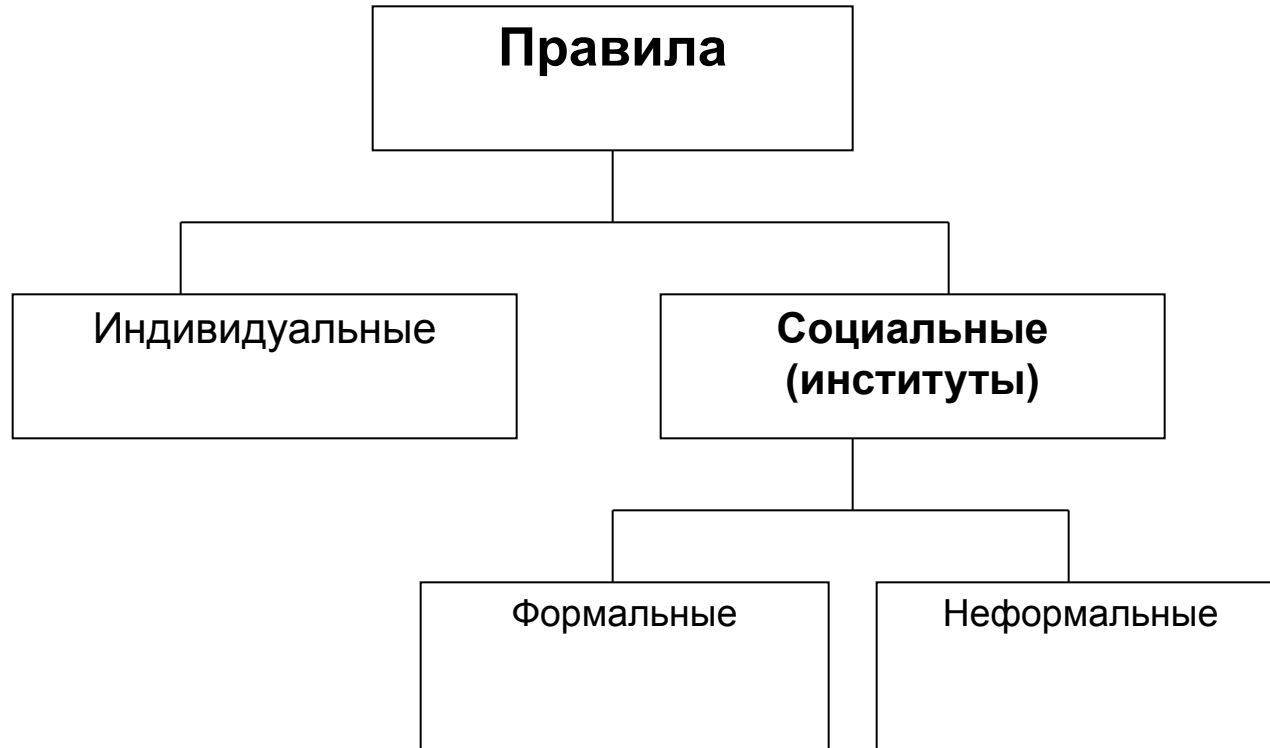 Правила
Индивидуальные
Социальные
(институты)
Формальные
Неформальные